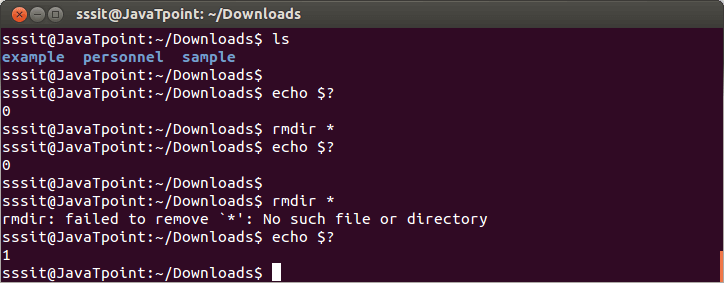 sssit@JavaTpoint: ~/Downloads
sssit@JavaTpoint:~/Downloads$ ls
example  personnel  sample
sssit@JavaTpoint:~/Downloads$
sssit@JavaTpoint:~/Downloads$ echo $?
0
sssit@JavaTpoint:~/Downloads$ rmdir *
sssit@JavaTpoint:~/Downloads$ echo $?
0
sssit@JavaTpoint:~/Downloads$
sssit@JavaTpoint:~/Downloads$ rmdir *
rmdir: failed to remove `*': No such file or directory
sssit@JavaTpoint:~/Downloads$ echo $?
1
sssit@JavaTpoint:~/Downloads$